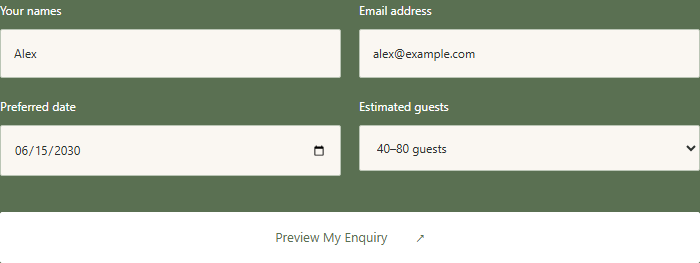 Your names
Email address
Alex
alex@example.com
Preferred date
Estimated guests
06/15/2030
40–80 guests
Preview My Enquiry ↗